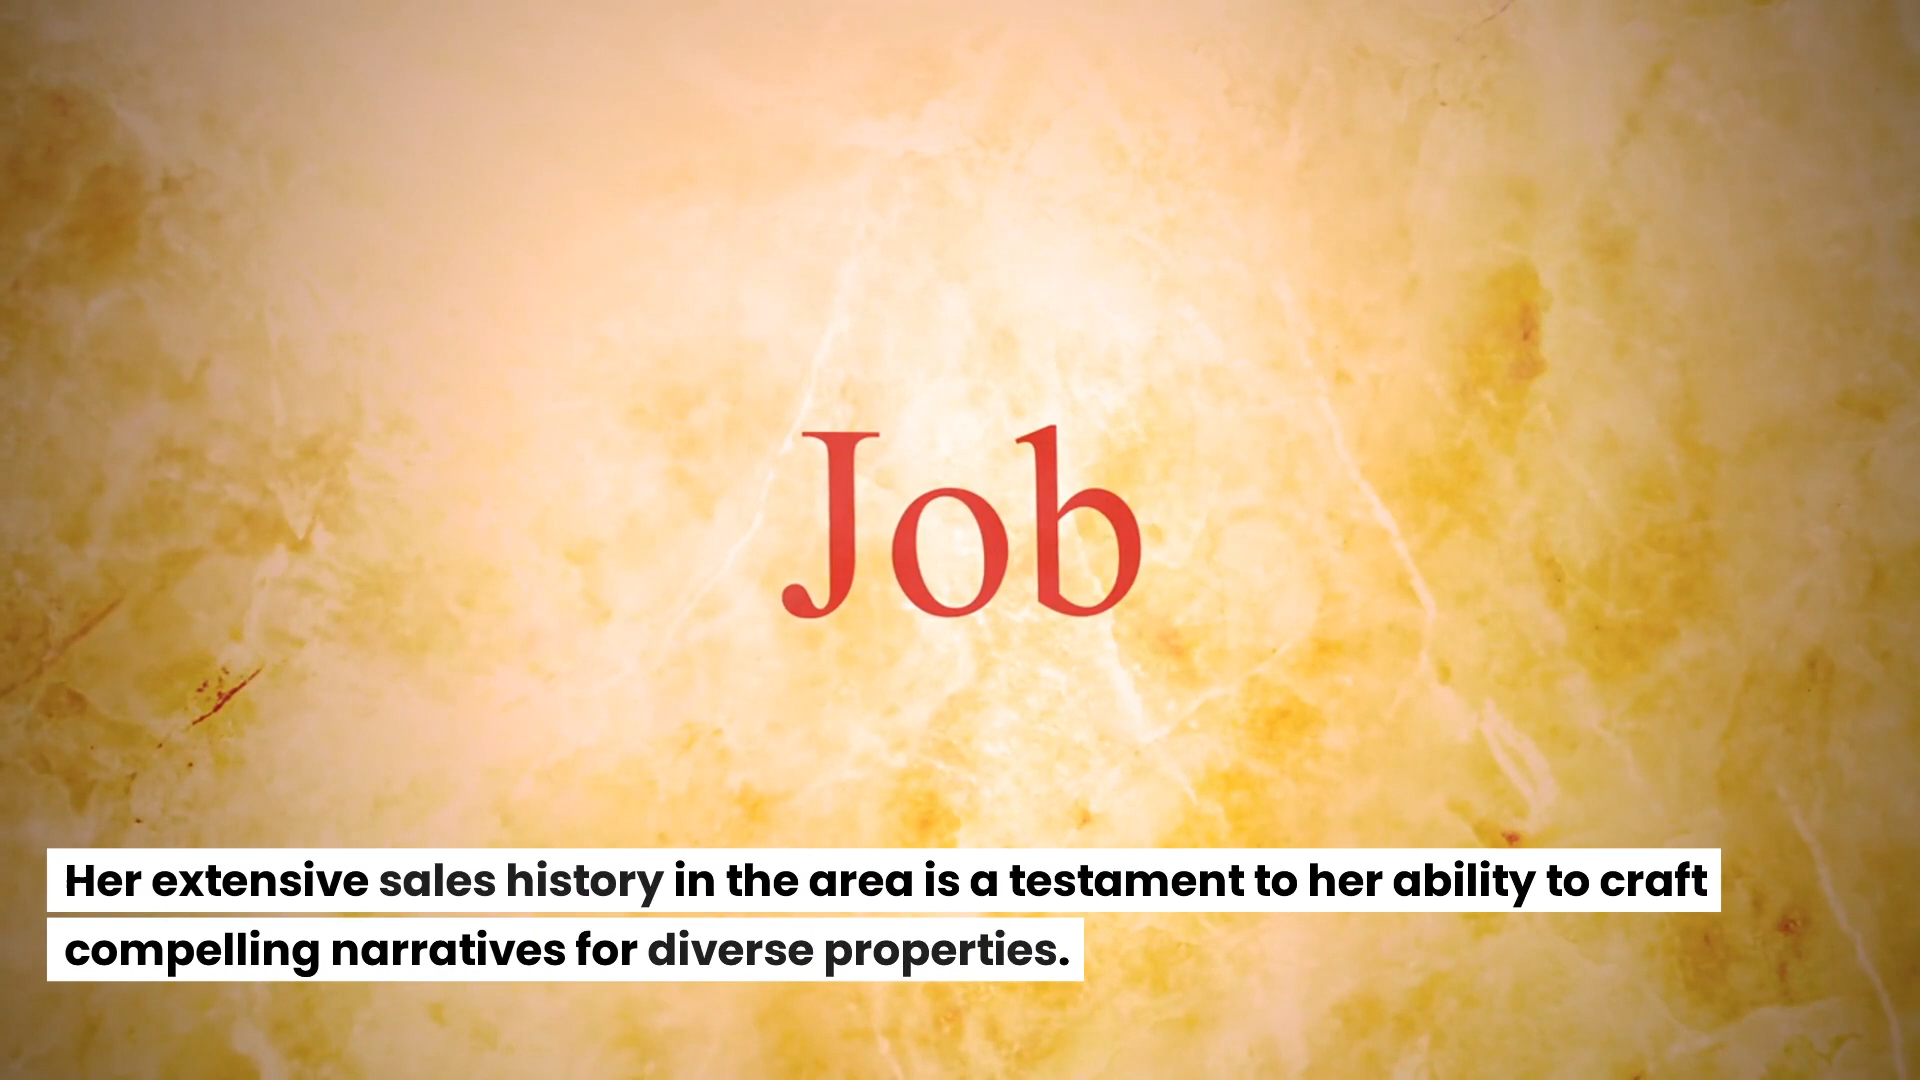 Job
Her extensive sales history in the area is a testament to her ability to craft
compelling narratives for diverse properties.